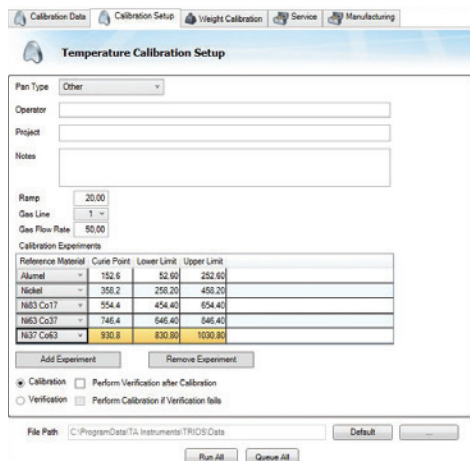 Calibration Data Calibration Setup Weight Calibration Service Manufacturing
Temperature Calibration Setup
Pan Type Other
Operator
Project
Notes
Ramp 20,00
Gas Line 1
Gas Flow Rate 50,00
Calibration Experiments
Reference Material Curie Point Lower Limit Upper Limit
Alumel 152,6 52,60 252,60
Nickel 358,2 258,20 458,20
Ni83 Co17 554,4 454,40 654,40
Ni63 Co37 746,4 646,40 846,40
Ni37 Co63 930,8 830,80 1030,80
Add Experiment Remove Experiment
Calibration Perform Verification after Calibration
Verification Perform Calibration if Verification fails
File Path C:\ProgramData\TA Instruments\TRIOS\Data Default ...
Run All Queue All